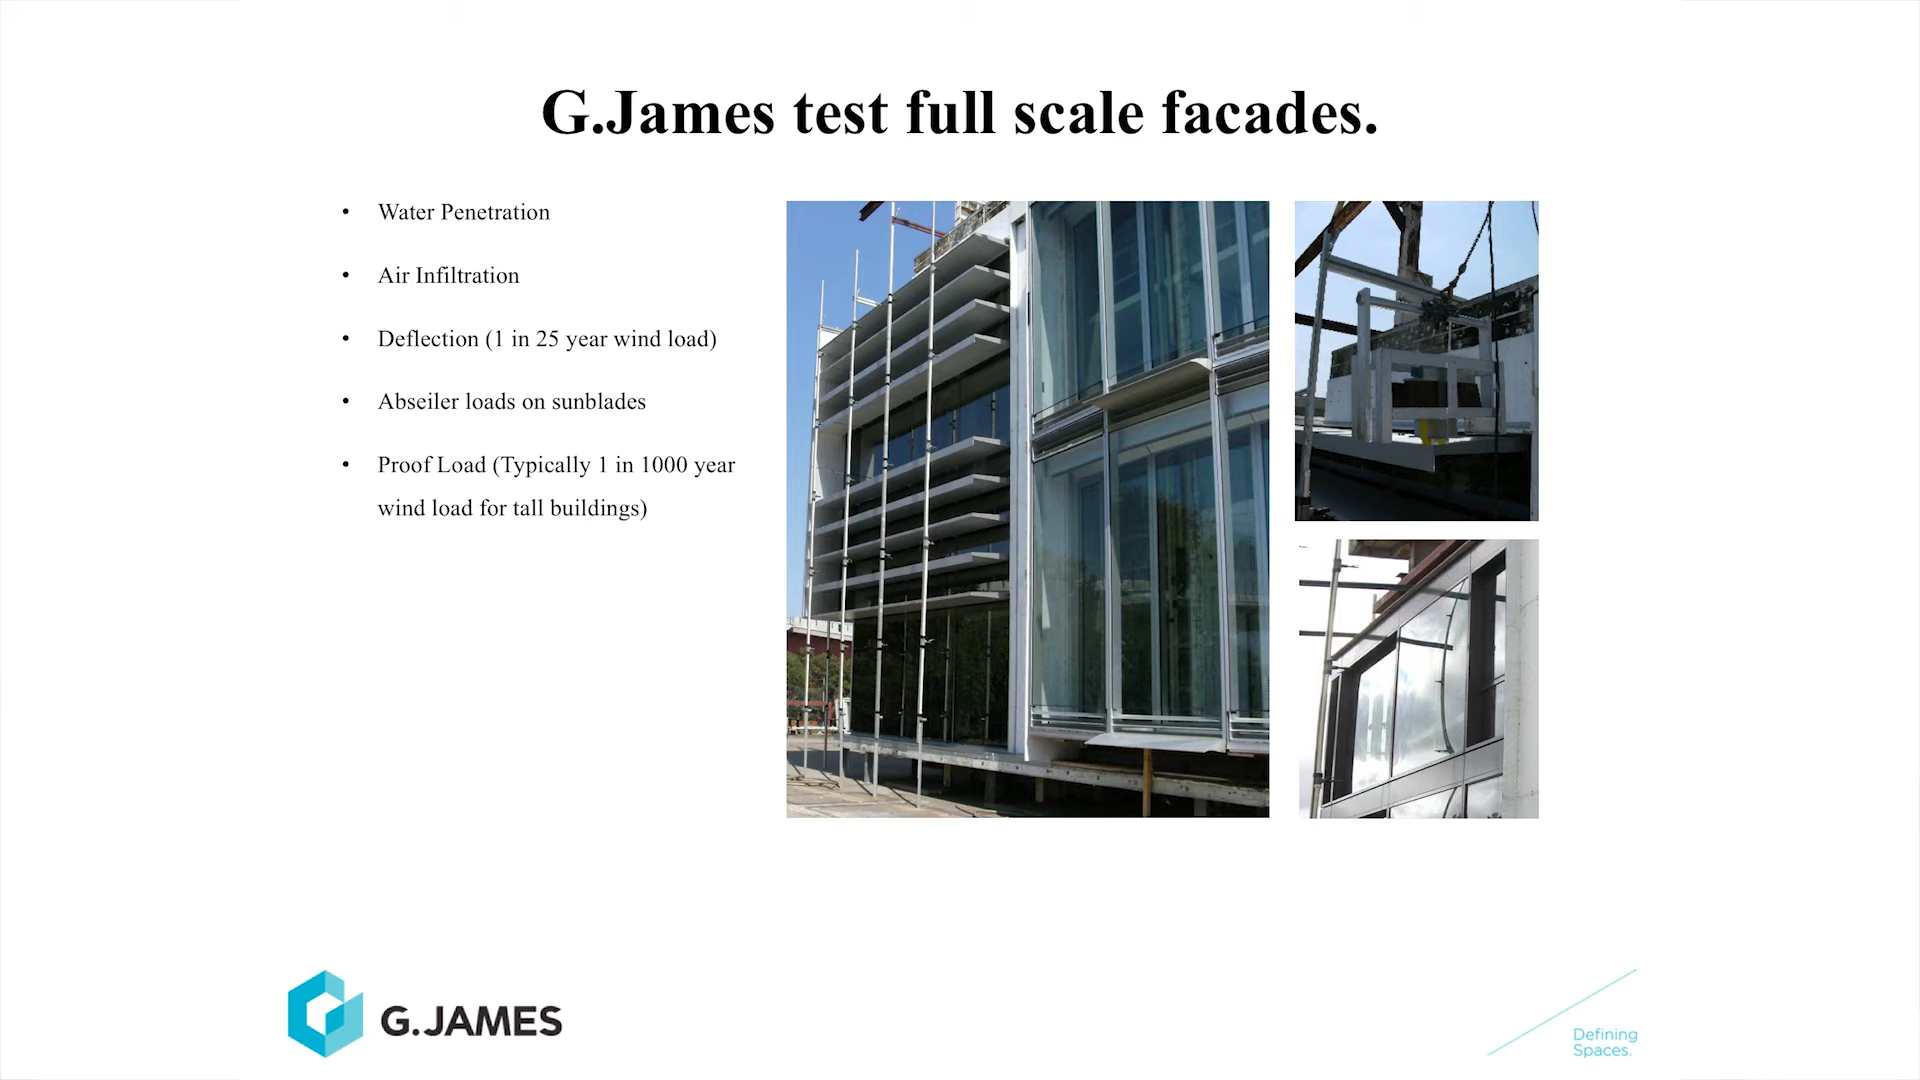 G.James test full scale facades.
• Water Penetration
• Air Infiltration
• Deflection (1 in 25 year wind load)
• Abseiler loads on sunblades
• Proof Load (Typically 1 in 1000 year
wind load for tall buildings)
G.JAMES
Defining
Spaces.